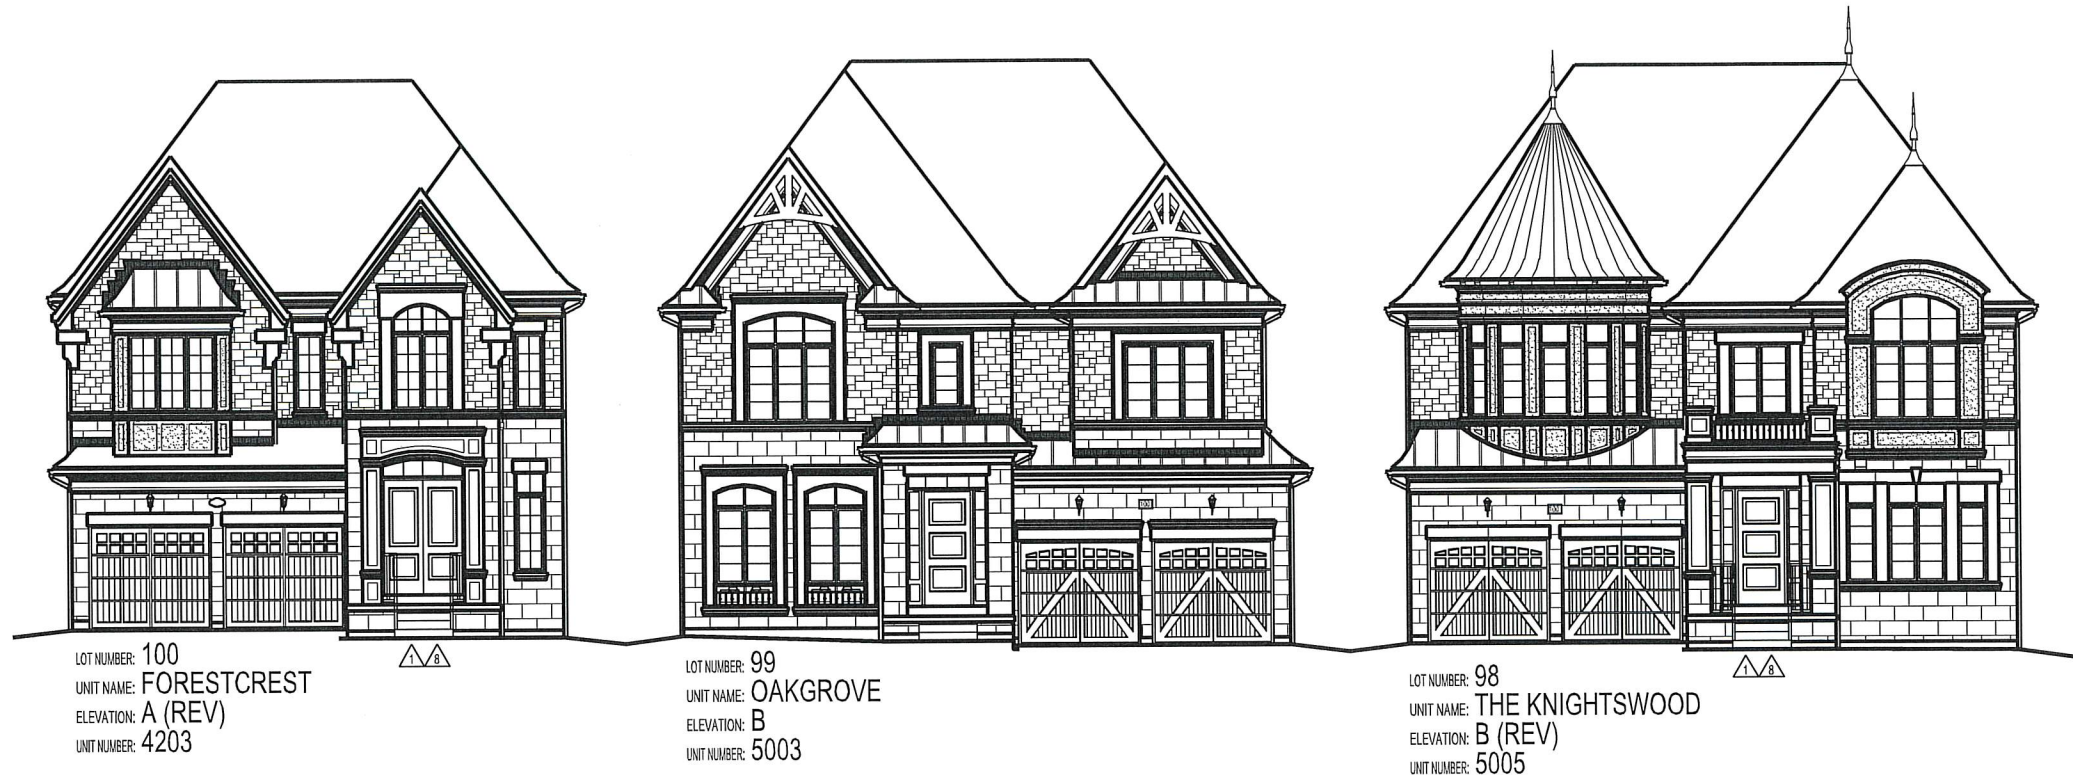 LOT NUMBER: 100
UNIT NAME: FORESTCREST
ELEVATION: A (REV)
UNIT NUMBER: 4203
1 8
LOT NUMBER: 99
UNIT NAME: OAKGROVE
ELEVATION: B
UNIT NUMBER: 5003
1 8
LOT NUMBER: 98
UNIT NAME: THE KNIGHTSWOOD
ELEVATION: B (REV)
UNIT NUMBER: 5005